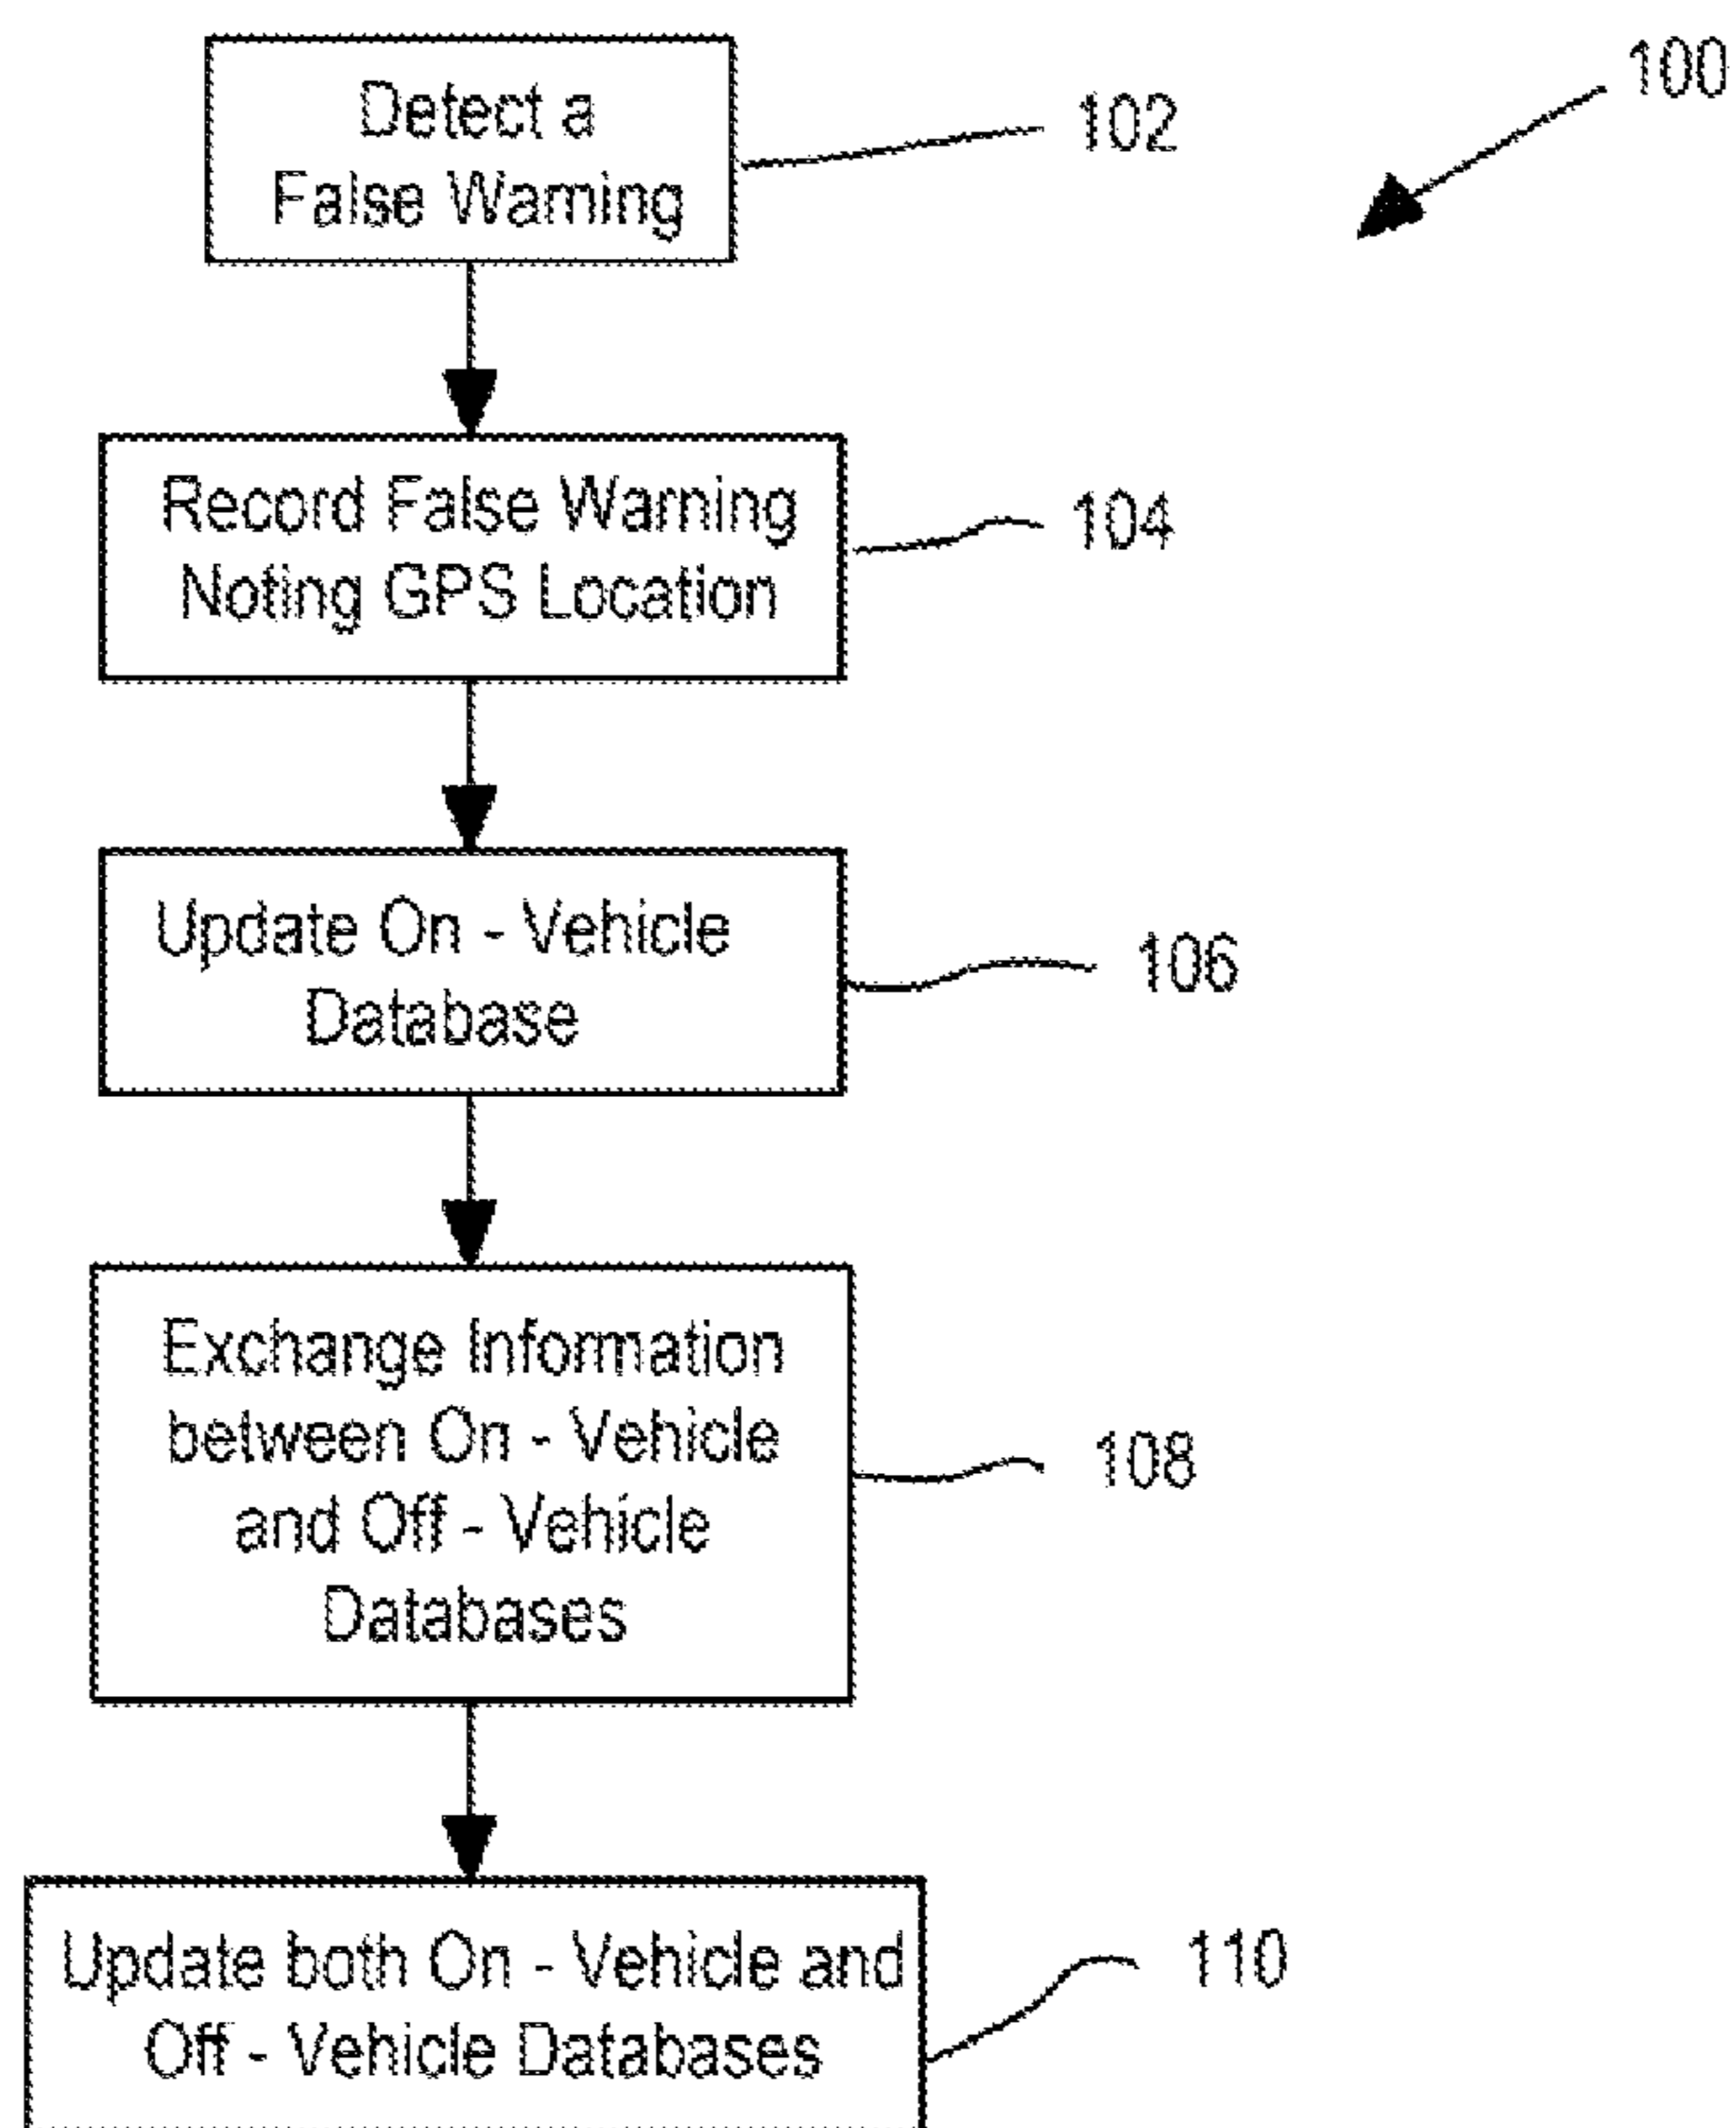 100
Detect a
False Warning
102
Record False Warning
Noting GPS Location
104
Update On - Vehicle
Database
106
Exchange Information
between On - Vehicle
and Off - Vehicle
Databases
108
Update both On - Vehicle and
Off - Vehicle Databases
110